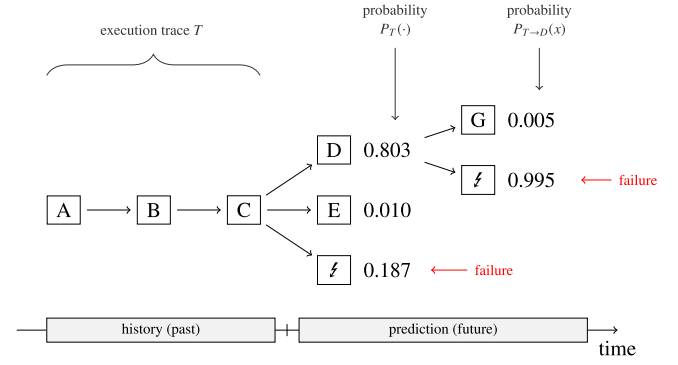 probability
P_T(·)
probability
P_{T→D}(x)
execution trace T
G 0.005
D 0.803
0.995
failure
A
B
C
E 0.010
0.187
failure
history (past)
prediction (future)
time